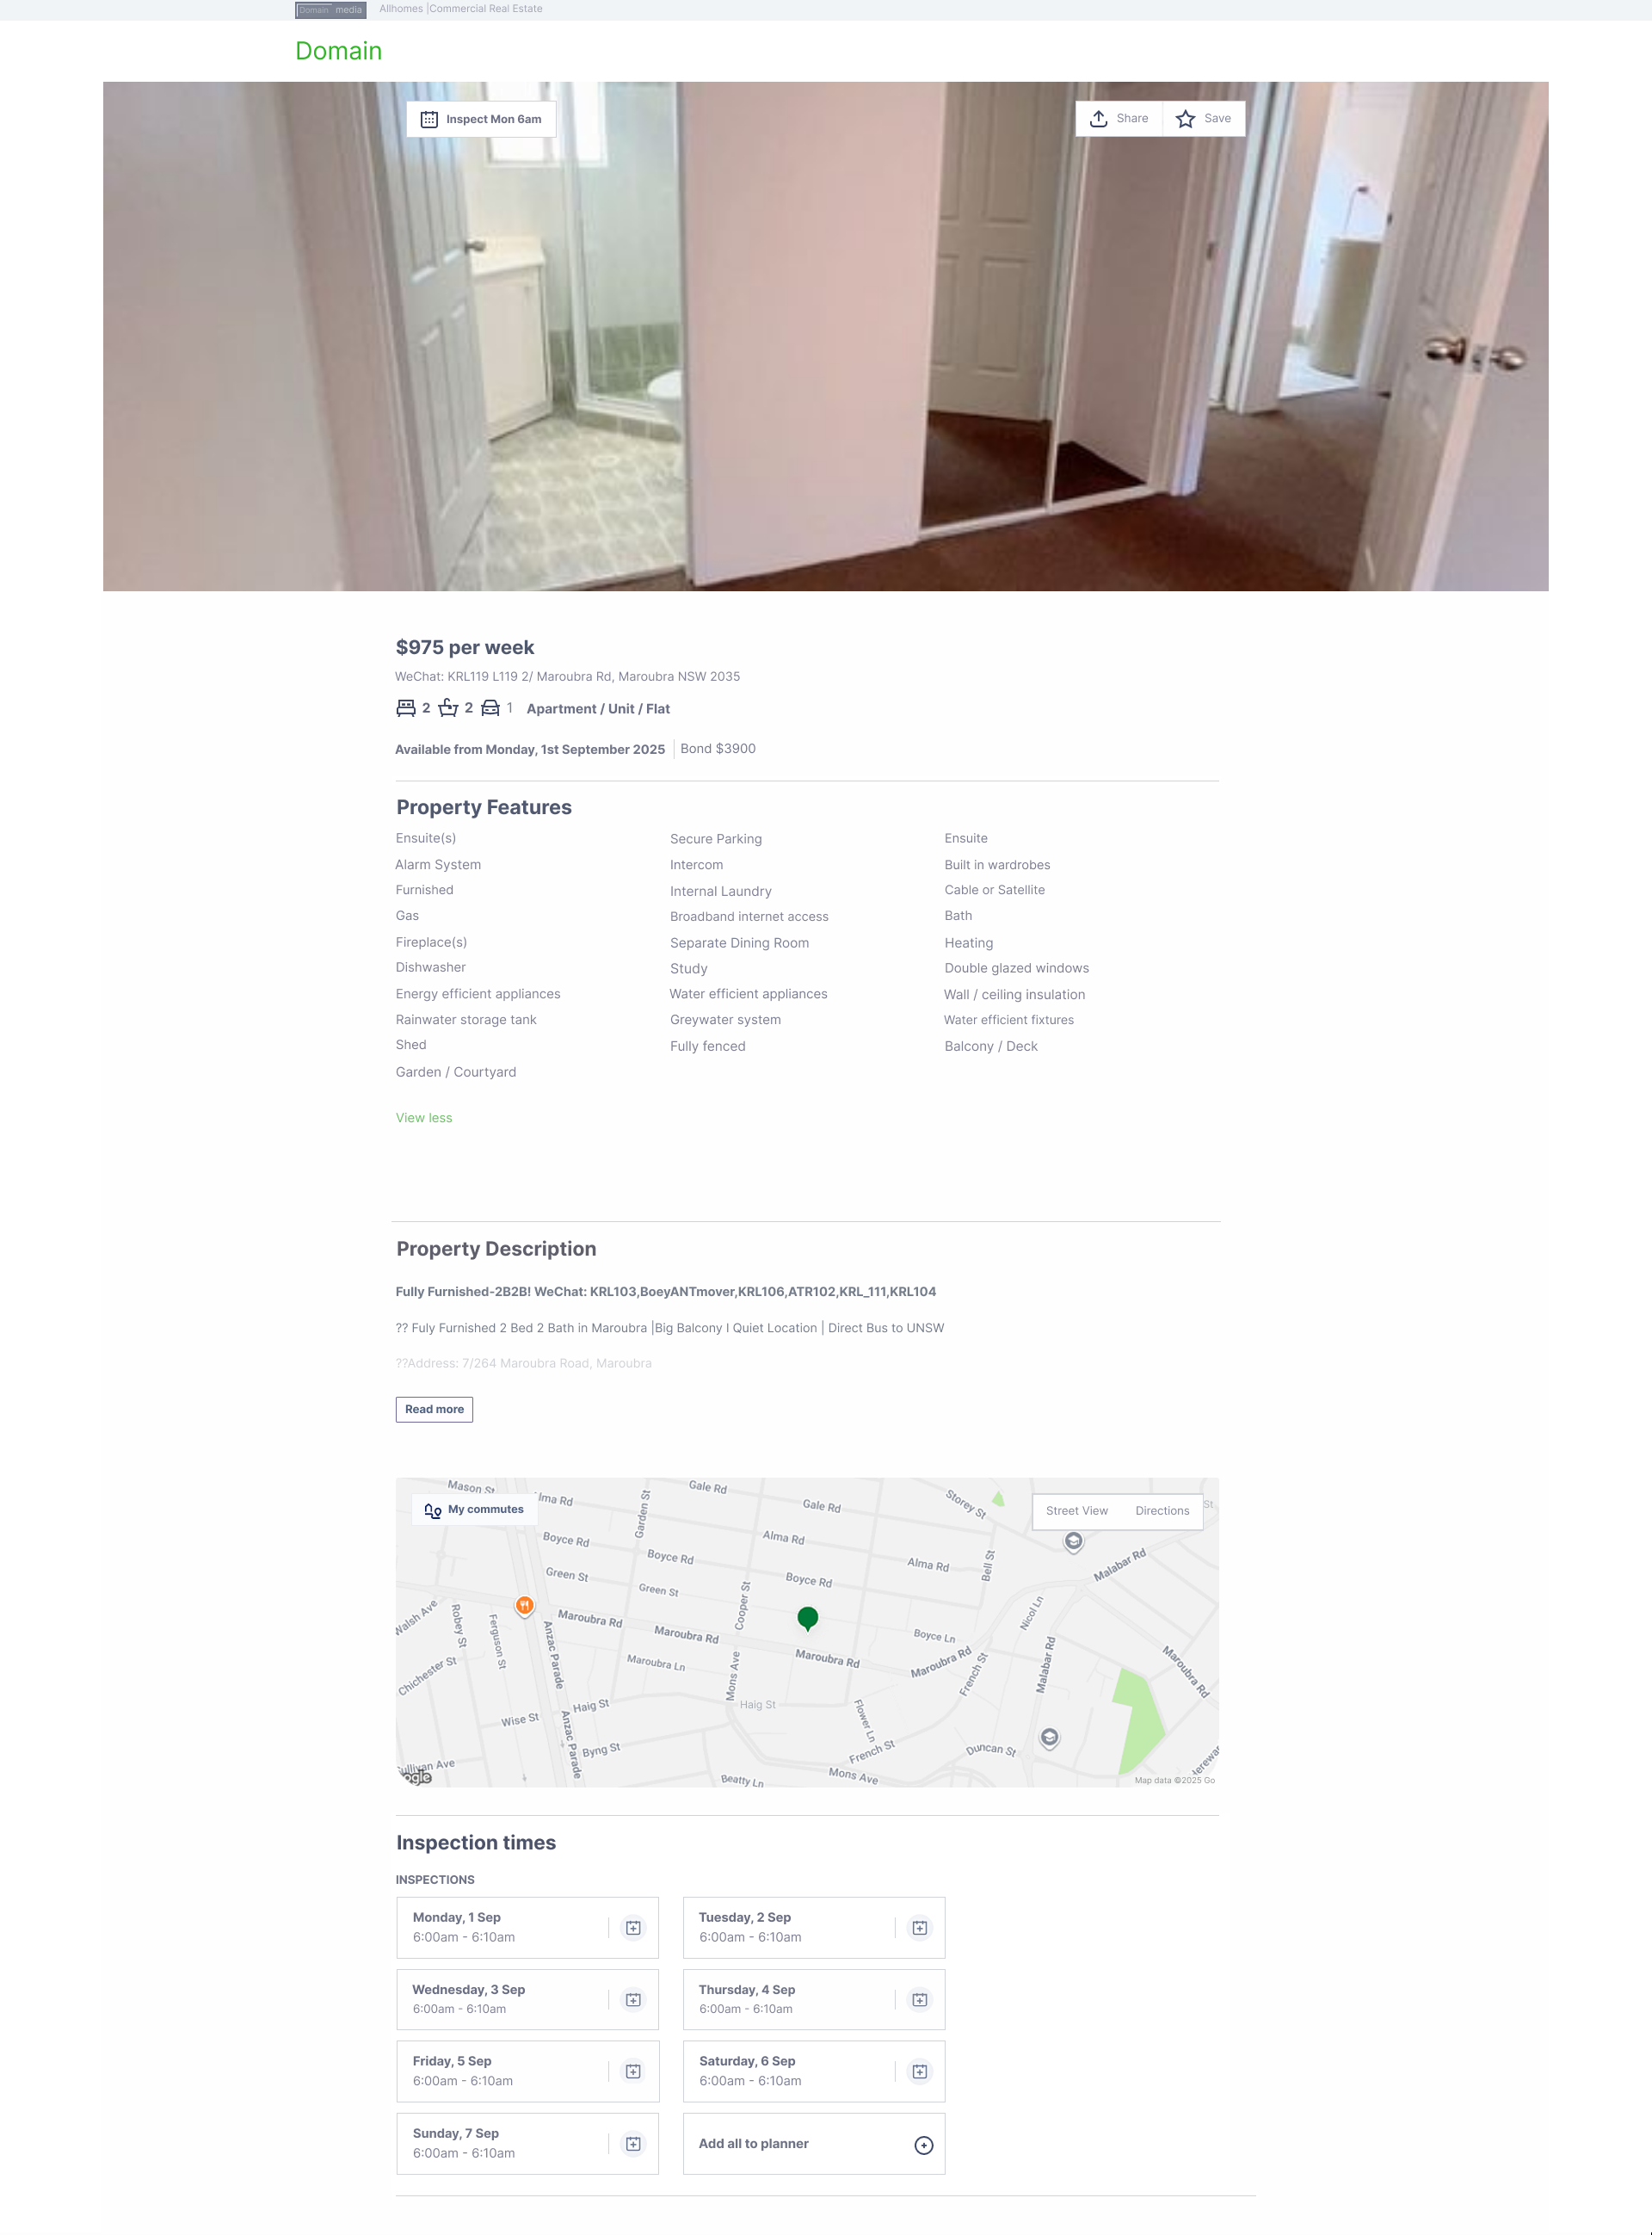 Domain media Allhomes |Commercial Real Estate
Domain
Inspect Mon 6am
Share Save
$975 per week
WeChat: KRL119 L119 2/ Maroubra Rd, Maroubra NSW 2035
2 2 1 Apartment / Unit / Flat
Available from Monday, 1st September 2025 Bond $3900
Property Features
Ensuite(s) Secure Parking Ensuite
Alarm System Intercom Built in wardrobes
Furnished Internal Laundry Cable or Satellite
Gas Broadband internet access Bath
Fireplace(s) Separate Dining Room Heating
Dishwasher Study Double glazed windows
Energy efficient appliances Water efficient appliances Wall / ceiling insulation
Rainwater storage tank Greywater system Water efficient fixtures
Shed Fully fenced Balcony / Deck
Garden / Courtyard
View less
Property Description
Fully Furnished-2B2B! WeChat: KRL103,BoeyANTmover,KRL106,ATR102,KRL_111,KRL104
?? Fuly Furnished 2 Bed 2 Bath in Maroubra |Big Balcony I Quiet Location | Direct Bus to UNSW
??Address: 7/264 Maroubra Road, Maroubra
Read more
Mason St
lma Rd
Garden St
Gale Rd
Gale Rd
Storey St
St
My commutes
Street View Directions
Boyce Rd
Boyce Rd
Alma Rd
Alma Rd
Bell St
Malabar Rd
Green St
Green St
Boyce Rd
Cooper St
Walsh Ave
Robey St
Ferguson St
Anzac Parade
Maroubra Rd
Maroubra Rd
Maroubra Rd
Boyce Ln
Nicol Ln
Maroubra Rd
Maroubra Ln
Mons Ave
French St
Malabar Rd
Maroubra Rd
Chichester St
Haig St
Haig St
Wise St
Anzac Parade
Flower Ln
Byng St
French St
Duncan St
ullivan Ave
Beatty Ln
Mons Ave
ogle
Map data ©2025 Go
Inspection times
INSPECTIONS
Monday, 1 Sep Tuesday, 2 Sep
6:00am - 6:10am 6:00am - 6:10am
Wednesday, 3 Sep Thursday, 4 Sep
6:00am - 6:10am 6:00am - 6:10am
Friday, 5 Sep Saturday, 6 Sep
6:00am - 6:10am 6:00am - 6:10am
Sunday, 7 Sep
6:00am - 6:10am
Add all to planner